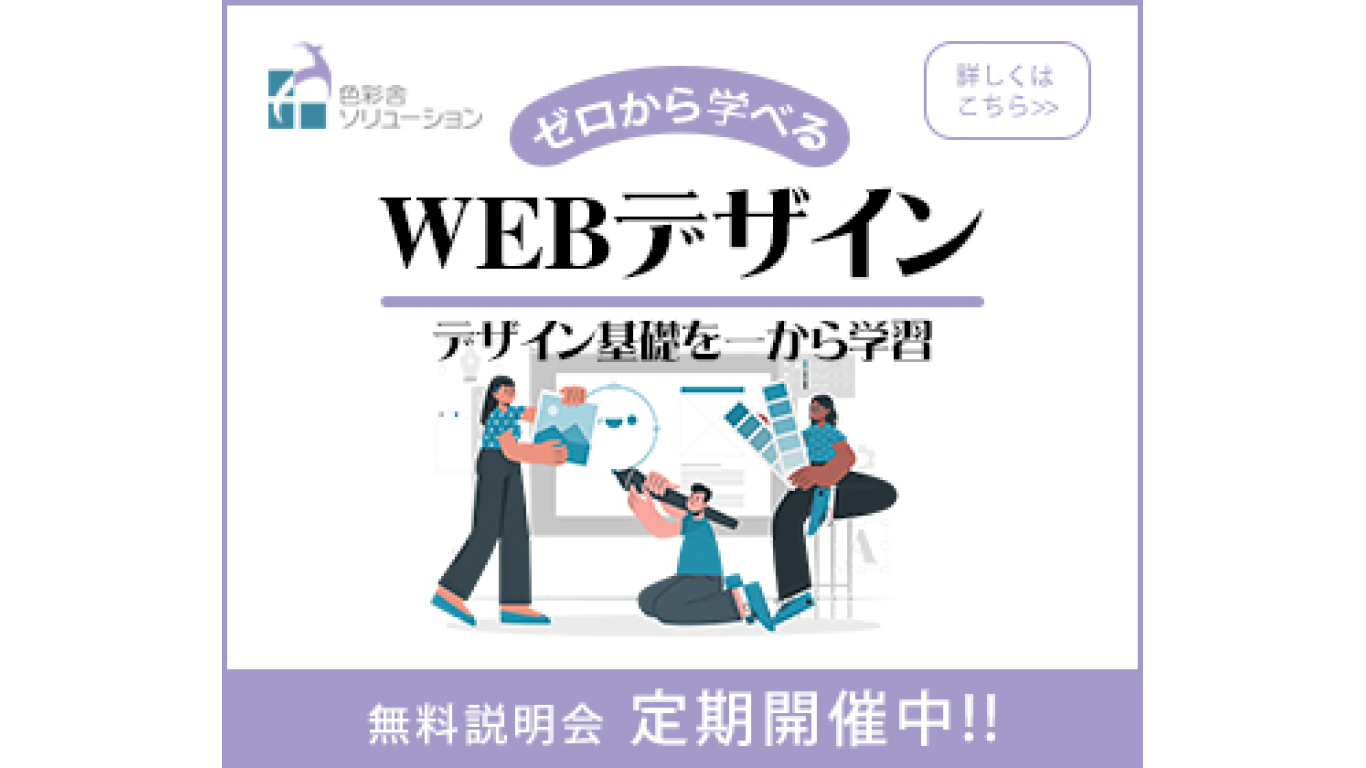 色彩舎
ソリューション
ゼロから学べる
詳しくは
こちら>>
WEBデザイン
デザイン基礎を一から学習
A
無料説明会 定期開催中!!